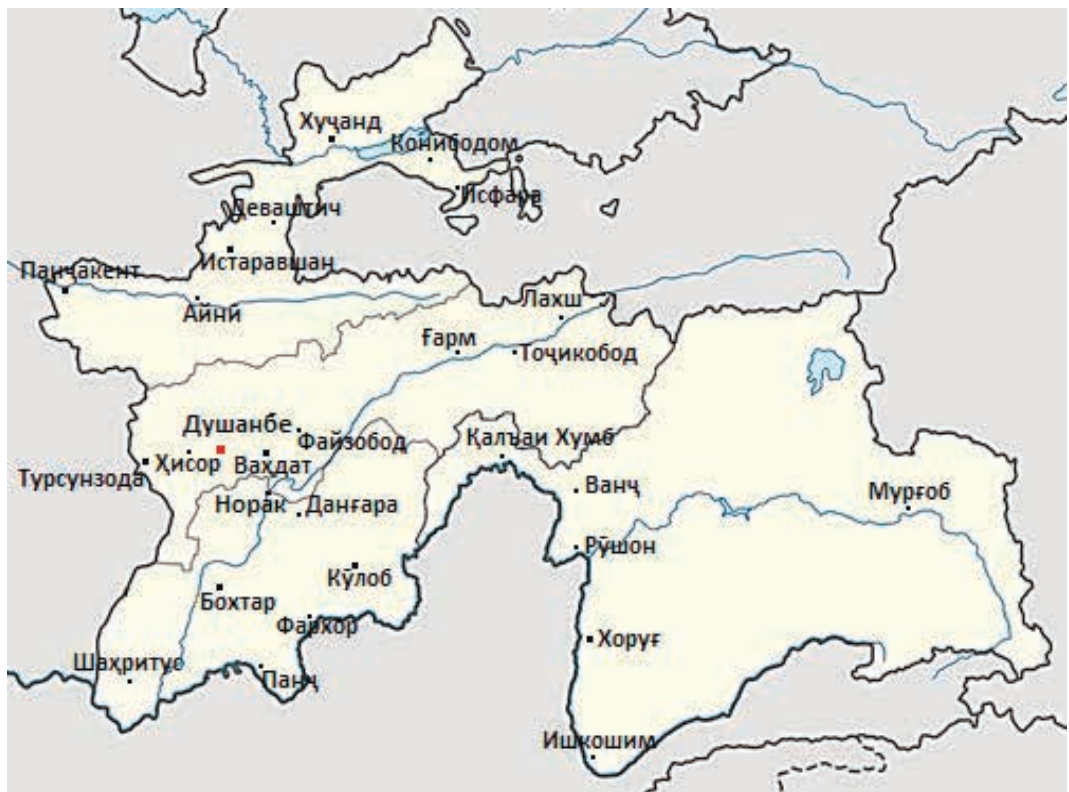 Хуҷанд
Конибодом
Исфара
Деваштич
Истаравшан
Панҷакент
Айнӣ
Лахш
Ғарм
Тоҷикобод
Душанбе
Файзобод
Қалъаи Хумб
Турсунзода
Ҳисор
Ваҳдат
Ванҷ
Мурғоб
Норак
Данғара
Рӯшон
Кӯлоб
Бохтар
Фархор
Хоруғ
Шаҳритус
Панҷ
Ишкошим